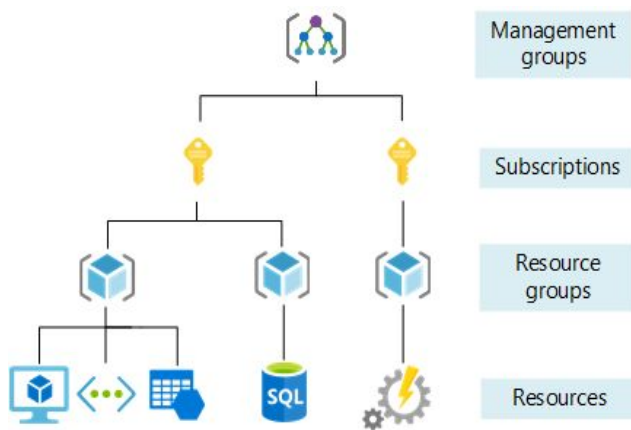 Management
groups
Subscriptions
Resource
groups
SQL
Resources